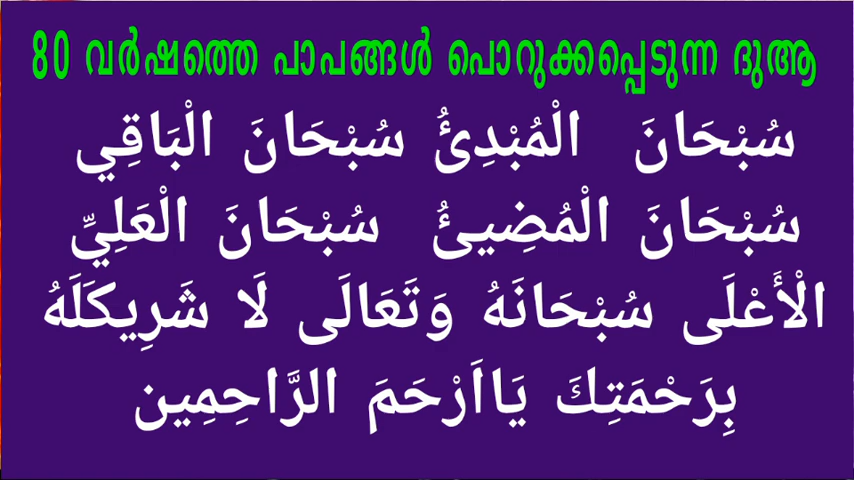 80 വർഷത്തെ പാപങ്ങൾ പൊറുക്കപ്പെടുന്ന ദുആ
سُبْحَانَ الْمُبْدِئُ سُبْحَانَ الْبَاقِي
سُبْحَانَ الْمُضِيئُ سُبْحَانَ الْعَلِيِّ
الْأَعْلَى سُبْحَانَهُ وَتَعَالَى لَا شَرِيكَلَهُ
بِرَحْمَتِكَ يَااَرْحَمَ الرَّاحِمِين